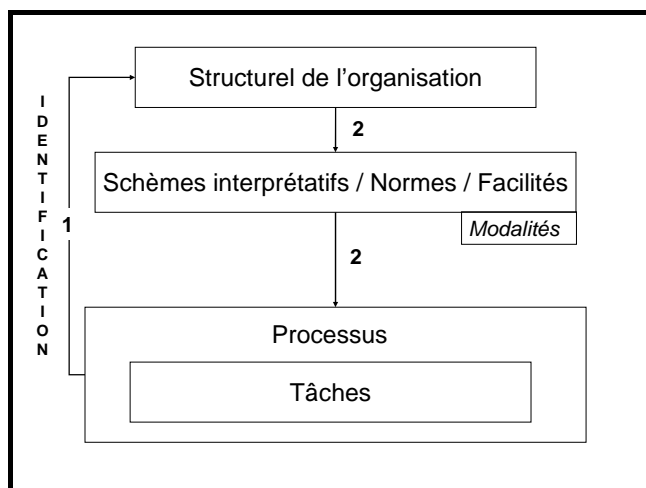 Structurel de l'organisation
2
Schèmes interprétatifs / Normes / Facilités
IDENTIFICATION
1
Modalités
2
Processus
Tâches